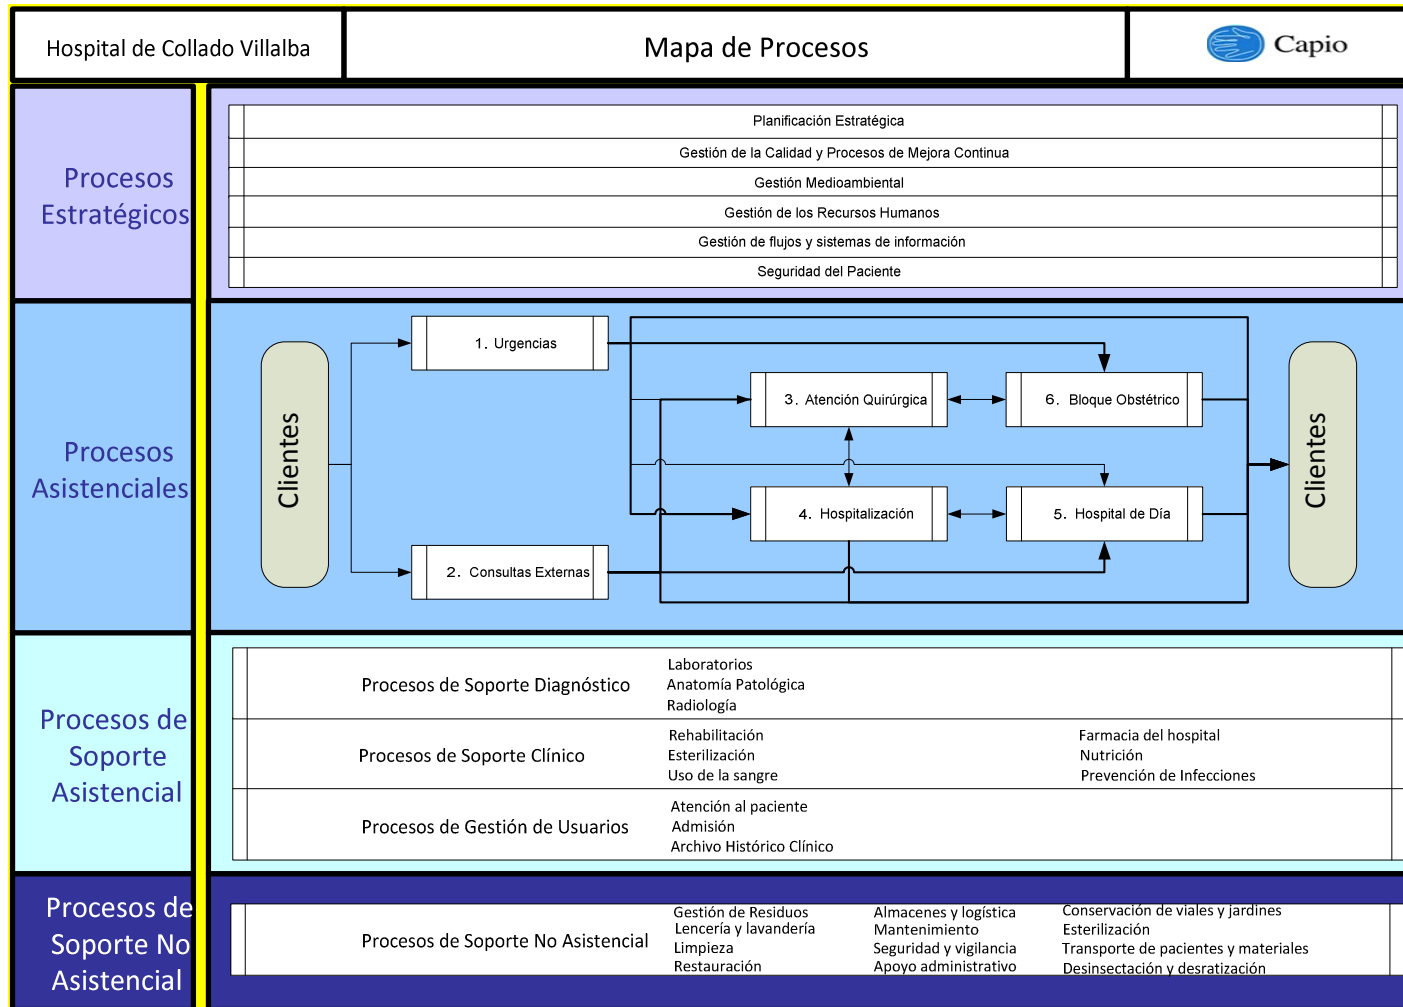 Hospital de Collado Villalba
Mapa de Procesos
Capio
Procesos
Estratégicos
Planificación Estratégica
Gestión de la Calidad y Procesos de Mejora Continua
Gestión Medioambiental
Gestión de los Recursos Humanos
Gestión de flujos y sistemas de información
Seguridad del Paciente
Procesos
Asistenciales
Clientes
1. Urgencias
3. Atención Quirúrgica
6. Bloque Obstétrico
4. Hospitalización
5. Hospital de Día
2. Consultas Externas
Clientes
Procesos de
Soporte
Asistencial
Procesos de Soporte Diagnóstico
Laboratorios
Anatomía Patológica
Radiología
Procesos de Soporte Clínico
Rehabilitación
Esterilización
Uso de la sangre
Farmacia del hospital
Nutrición
Prevención de Infecciones
Procesos de Gestión de Usuarios
Atención al paciente
Admisión
Archivo Histórico Clínico
Procesos de
Soporte No
Asistencial
Procesos de Soporte No Asistencial
Gestión de Residuos
Lencería y lavandería
Limpieza
Restauración
Almacenes y logística
Mantenimiento
Seguridad y vigilancia
Apoyo administrativo
Conservación de viales y jardines
Esterilización
Transporte de pacientes y materiales
Desinsectación y desratización